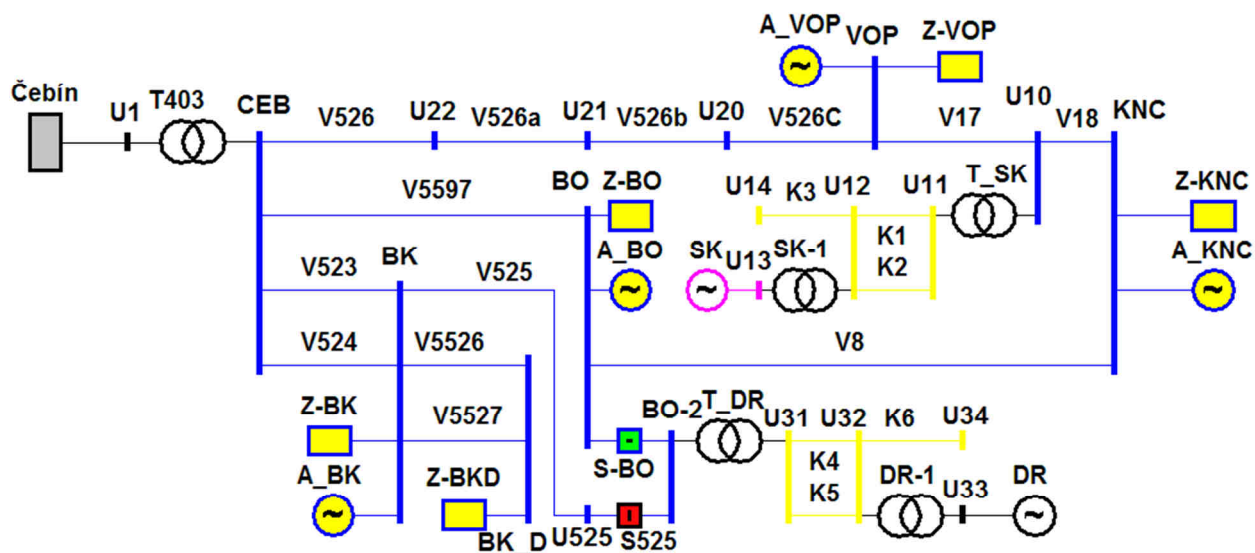 A_VOP
VOP
Z-VOP
Čebín
U1
T403
CEB
V526
U22
V526a
U21
V526b
U20
V526C
V17
U10
V18
KNC
V5597
BO
Z-BO
U14
K3
U12
U11
T_SK
Z-KNC
V523
BK
V525
A_BO
SK
U13
SK-1
K1
K2
A_KNC
V524
V5526
V8
Z-BK
V5527
BO-2
T_DR
U31
U32
K6
U34
A_BK
Z-BKD
S-BO
K4
K5
DR-1
U33
DR
BK_D
U525
S525